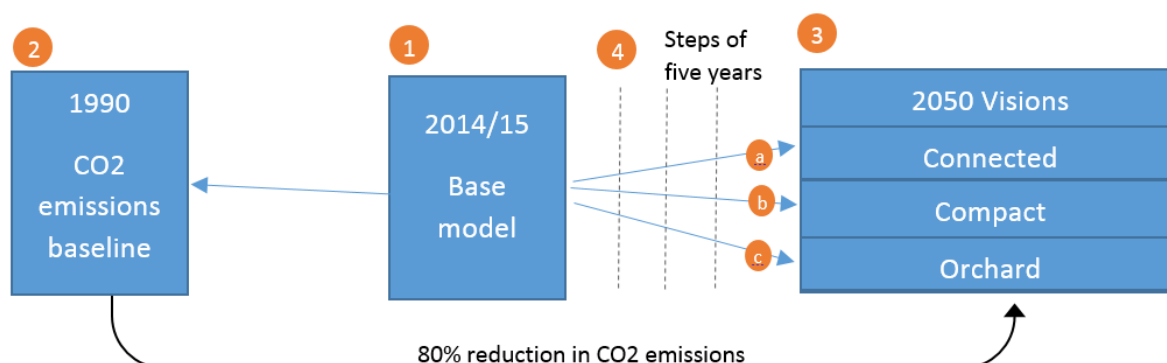 2
1990
CO2
emissions
baseline
1
2014/15
Base
model
4
Steps of
five years
a
b
c
3
2050 Visions
Connected
Compact
Orchard
80% reduction in CO2 emissions